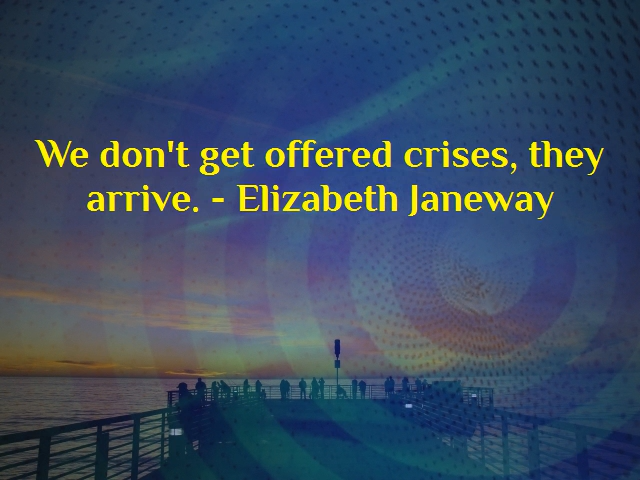 We don't get offered crises, they
arrive. - Elizabeth Janeway